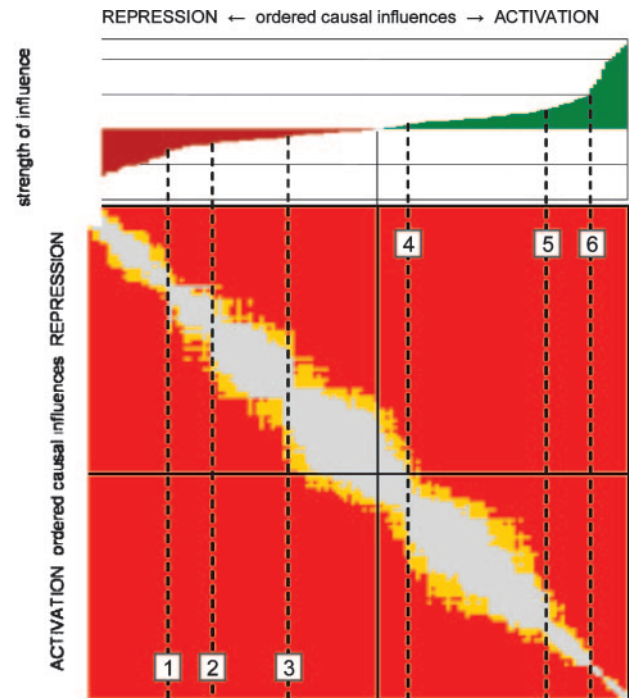 REPRESSION ← ordered causal influences → ACTIVATION
strength of influence
4 5 6
ACTIVATION ordered causal influences REPRESSION
1 2 3